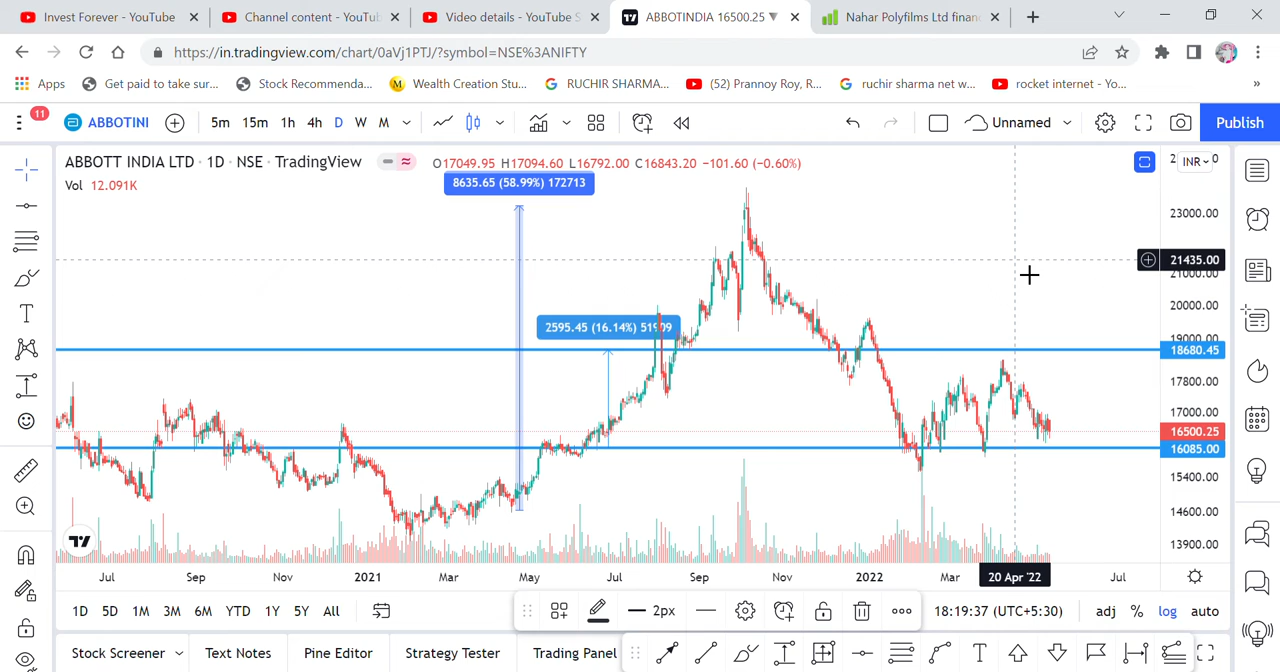 Invest Forever - YouTube
Channel content - YouTu
Video details - YouTube S
ABBOTINDIA 16500.25 ▼
Nahar Polyfilms Ltd finan
https://in.tradingview.com/chart/0aVj1PTJ/?symbol=NSE%3ANIFTY
Apps
Get paid to take sur...
Stock Recommenda...
M Wealth Creation Stu...
RUCHIR SHARMA...
(52) Prannoy Roy, R...
ruchir sharma net w...
rocket internet - Yo...
»
11
ABBOTINI
5m 15m 1h 4h D W M
Unnamed
Publish
ABBOTT INDIA LTD · 1D · NSE · TradingView
O17049.95 H17094.60 L16792.00 C16843.20 −101.60 (−0.60%)
Vol 12.091K
INR
8635.65 (58.99%) 172713
2595.45 (16.14%) 51909
23000.00
21435.00
21000.00
20000.00
19000.00
18680.45
17800.00
17000.00
16500.25
16085.00
15400.00
14600.00
13900.00
Jul Sep Nov 2021 Mar May Jul Sep Nov 2022 Mar 20 Apr '22 Jul
1D 5D 1M 3M 6M YTD 1Y 5Y All
2px
18:19:37 (UTC+5:30)
adj % log auto
Stock Screener
Text Notes
Pine Editor
Strategy Tester
Trading Panel